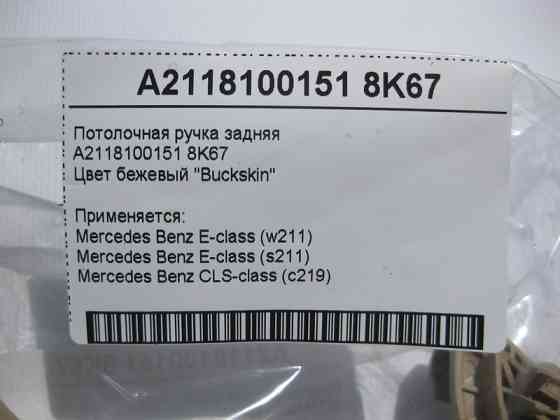 A2118100151 8K67
Потолочная ручка задняя
A2118100151 8K67
Цвет бежевый "Buckskin"
Применяется:
Mercedes Benz E-class (w211)
Mercedes Benz E-class (s211)
Mercedes Benz CLS-class (c219)